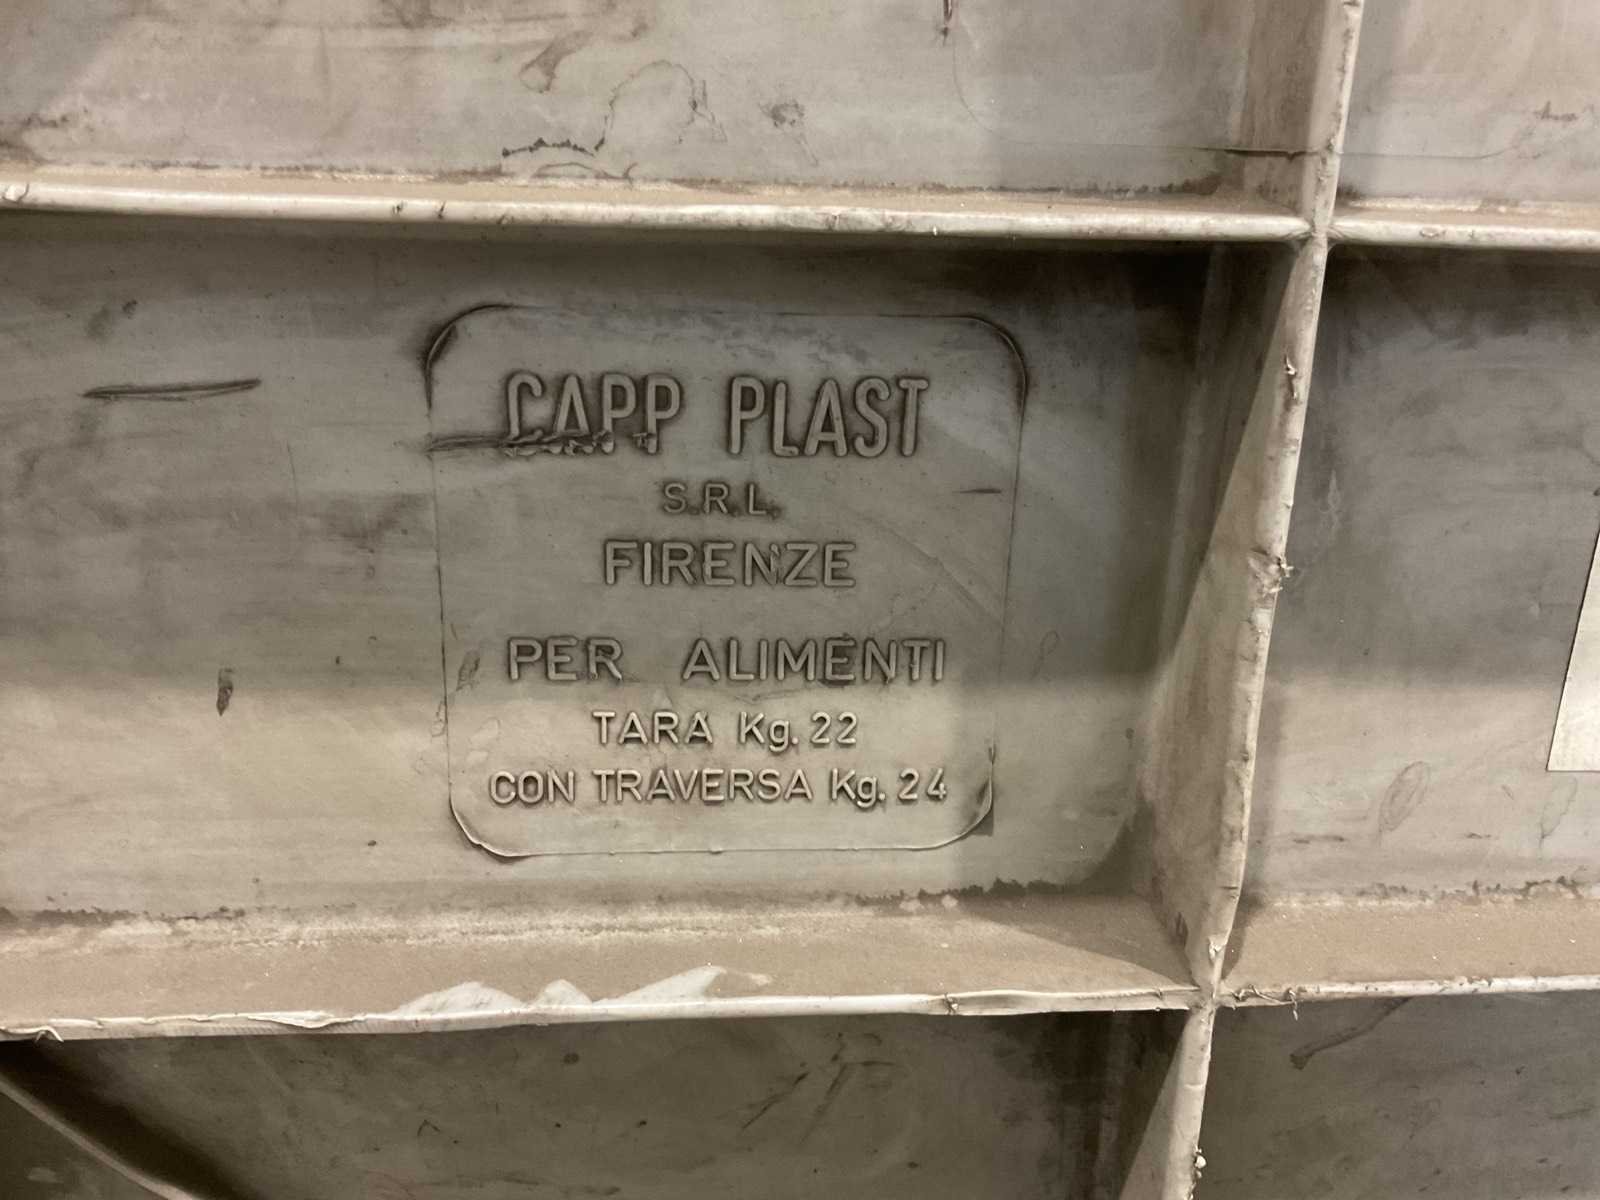 CAPP PLAST
S.R.L.
FIRENZE
PER ALIMENTI
TARA Kg. 22
CON TRAVERSA Kg. 24